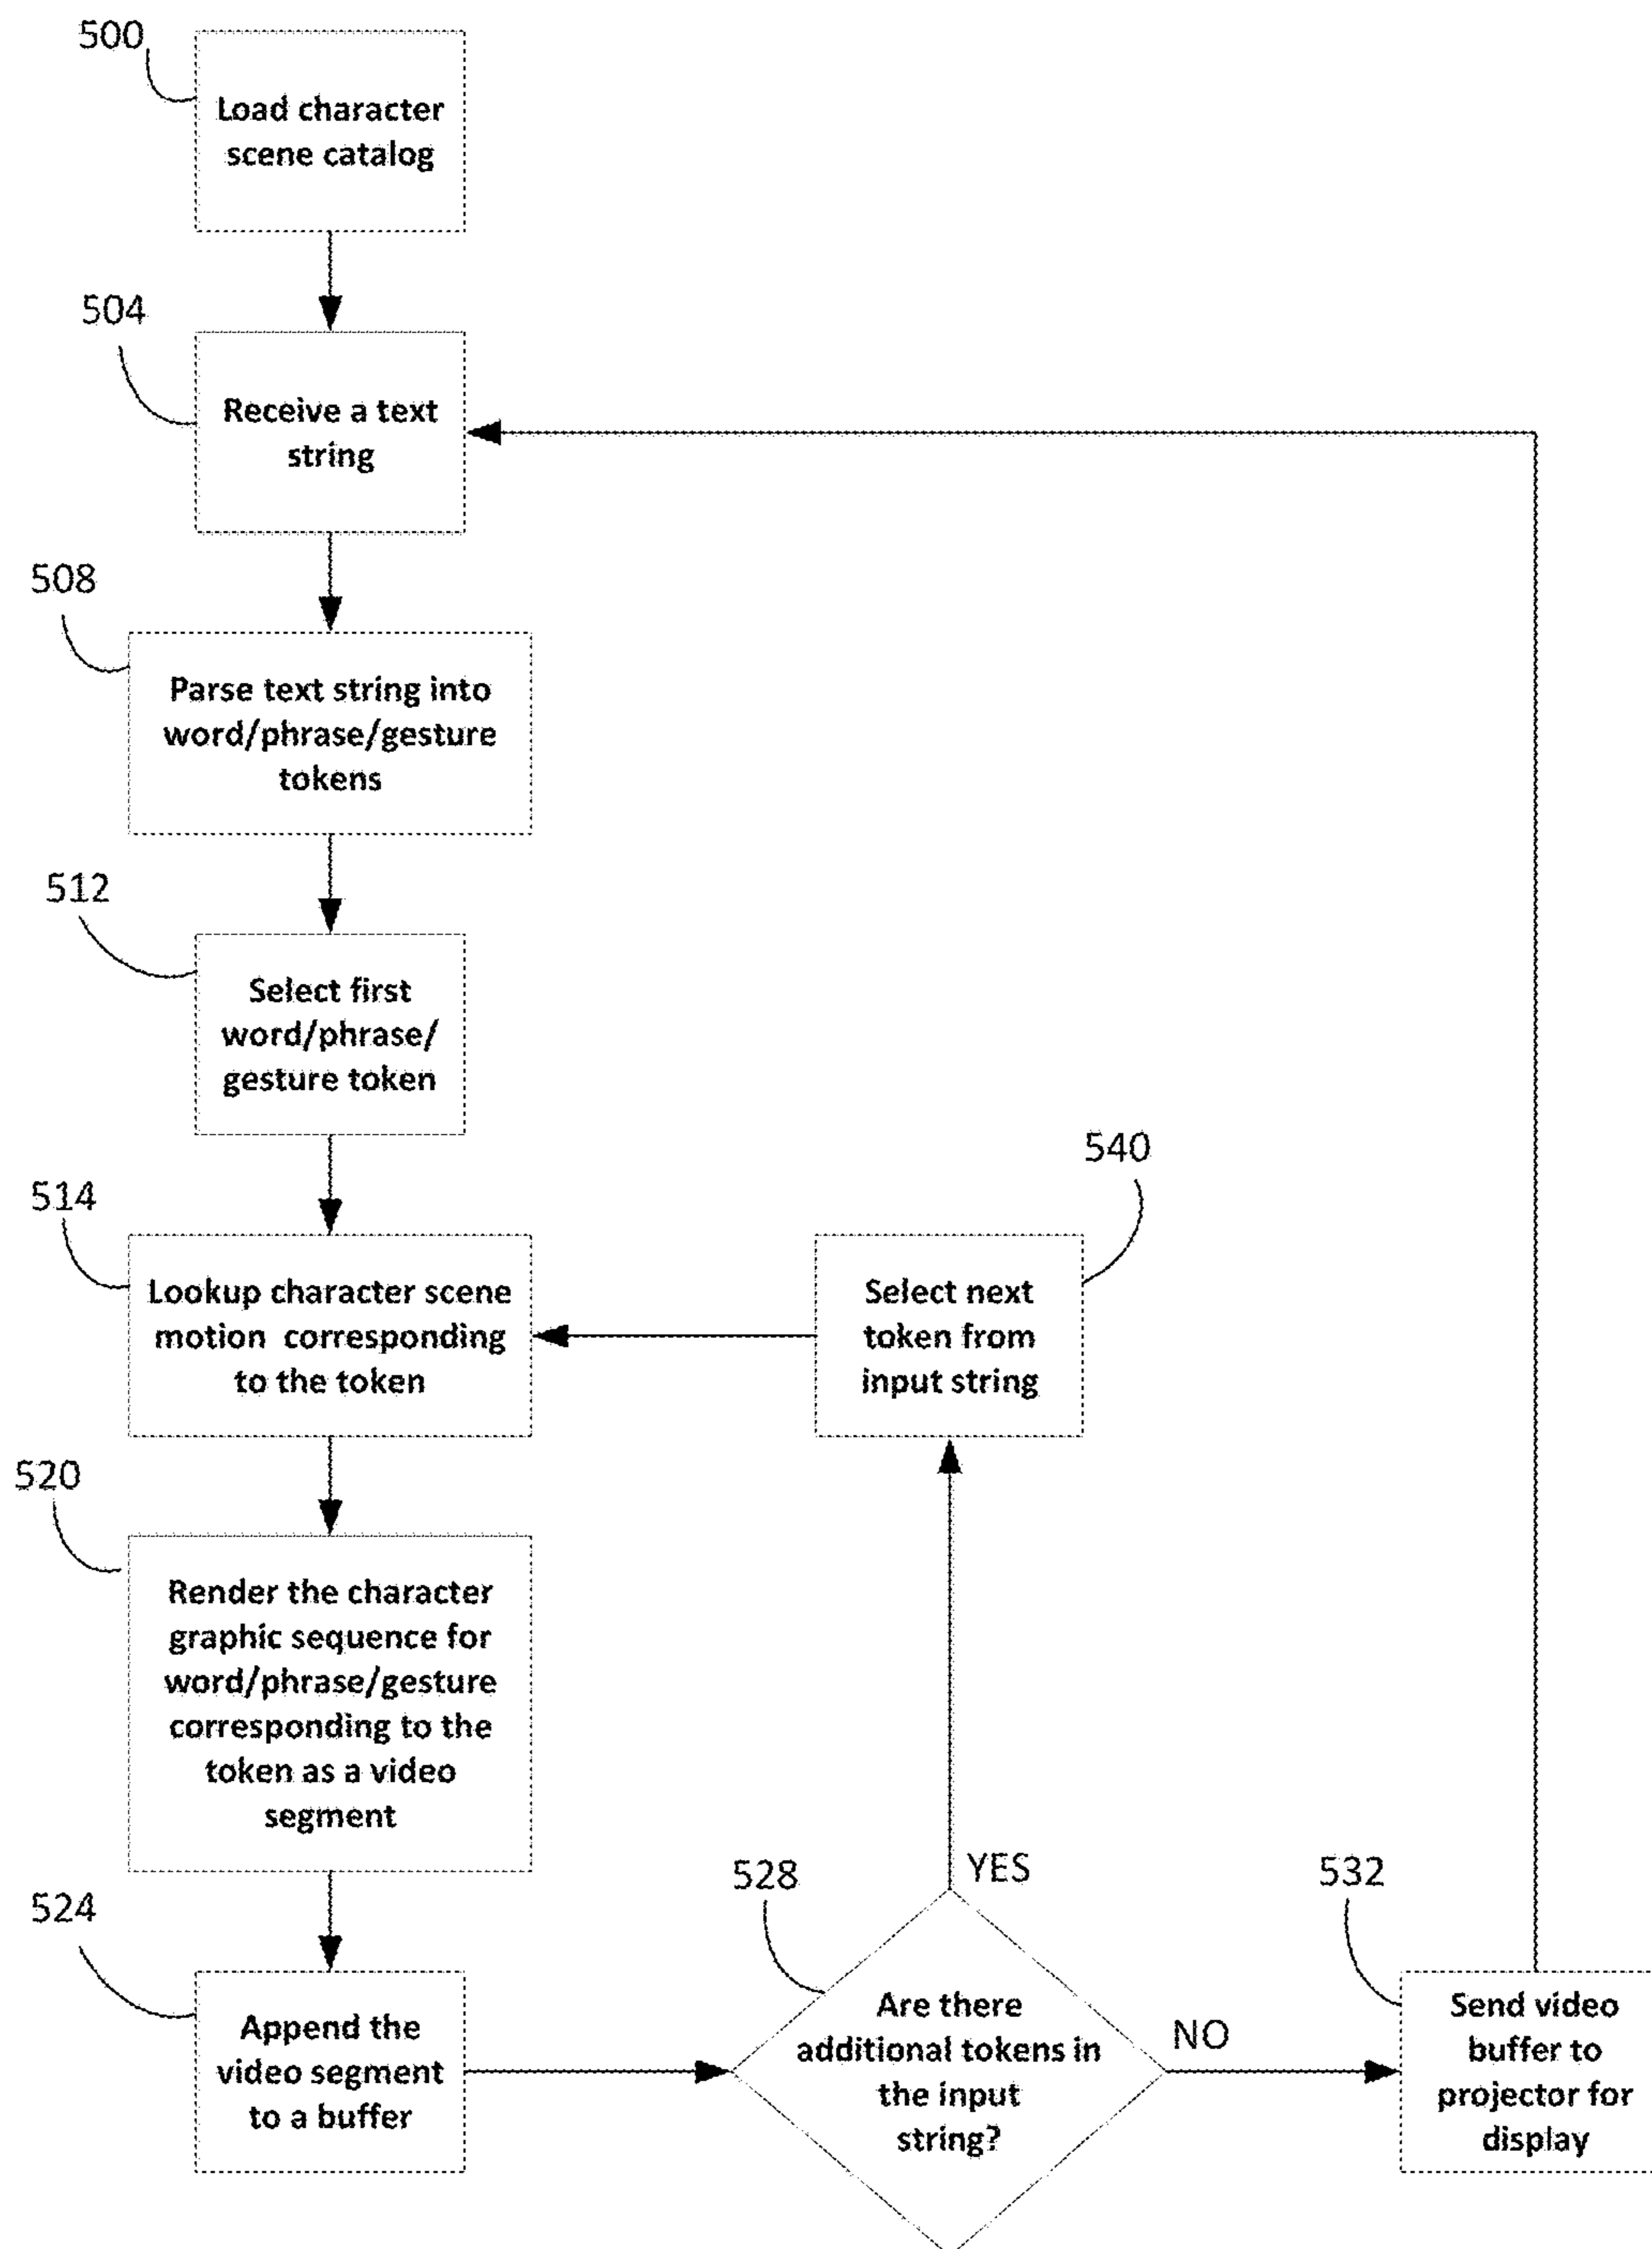 500
Load character
scene catalog
504
Receive a text
string
508
Parse text string into
word/phrase/gesture
tokens
512
Select first
word/phrase/
gesture token
514
Lookup character scene
motion corresponding
to the token
540
Select next
token from
input string
520
Render the character
graphic sequence for
word/phrase/gesture
corresponding to the
token as a video
segment
524
Append the
video segment
to a buffer
528
YES
Are there
additional tokens in
the input
string?
NO
532
Send video
buffer to
projector for
display